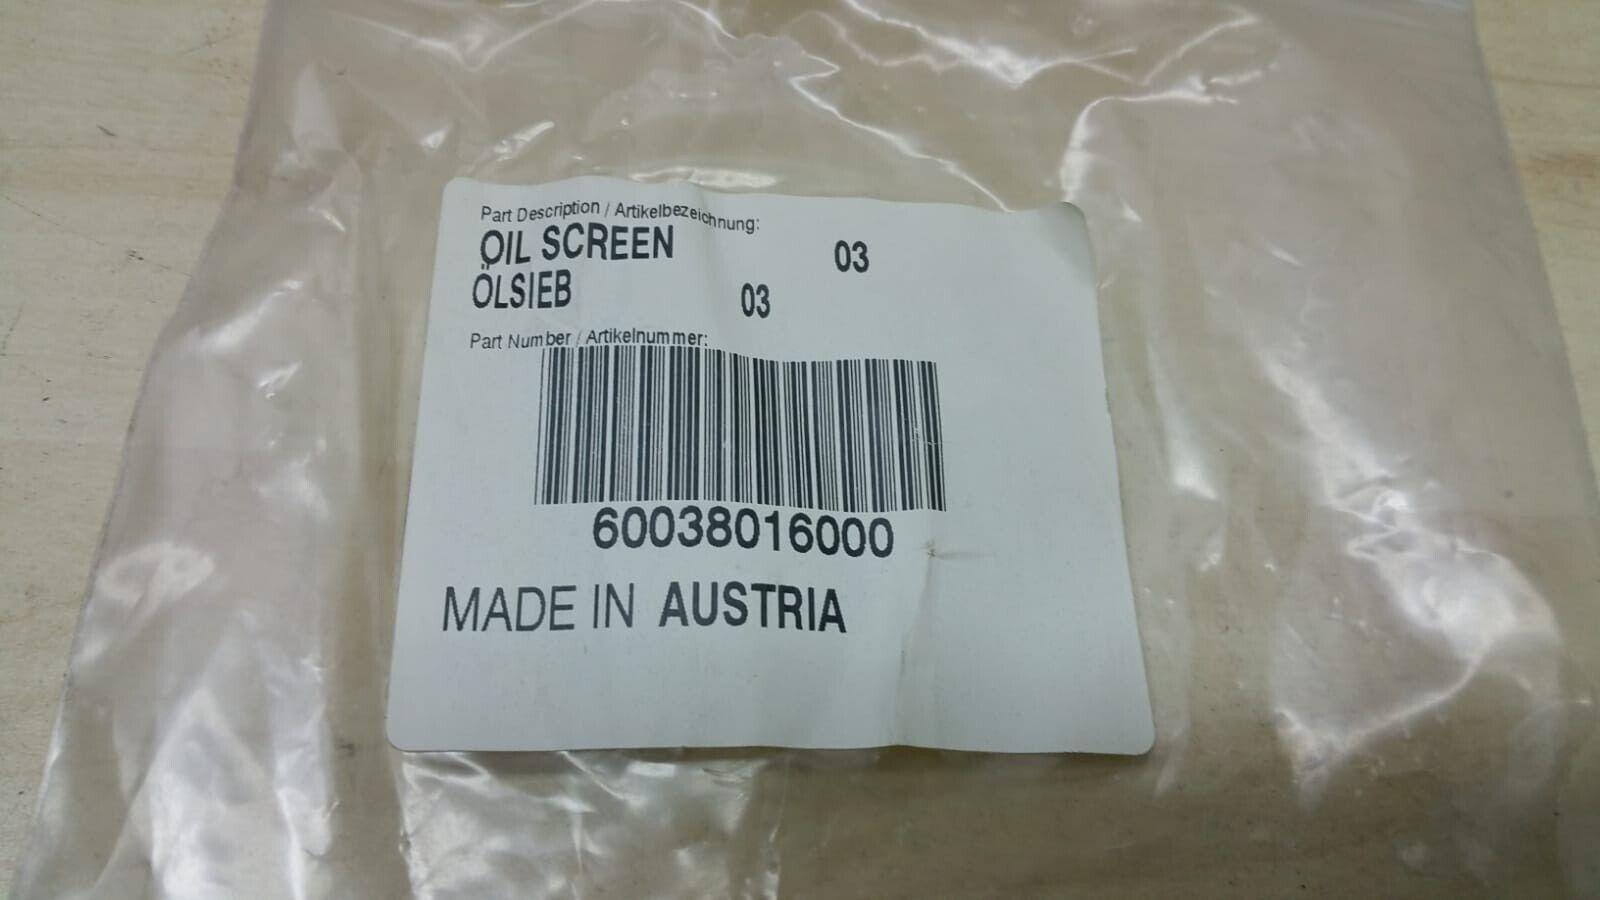 Part Description / Artikelbezeichnung:
OIL SCREEN 03
ÖLSIEB 03
Part Number / Artikelnummer:
60038016000
MADE IN AUSTRIA